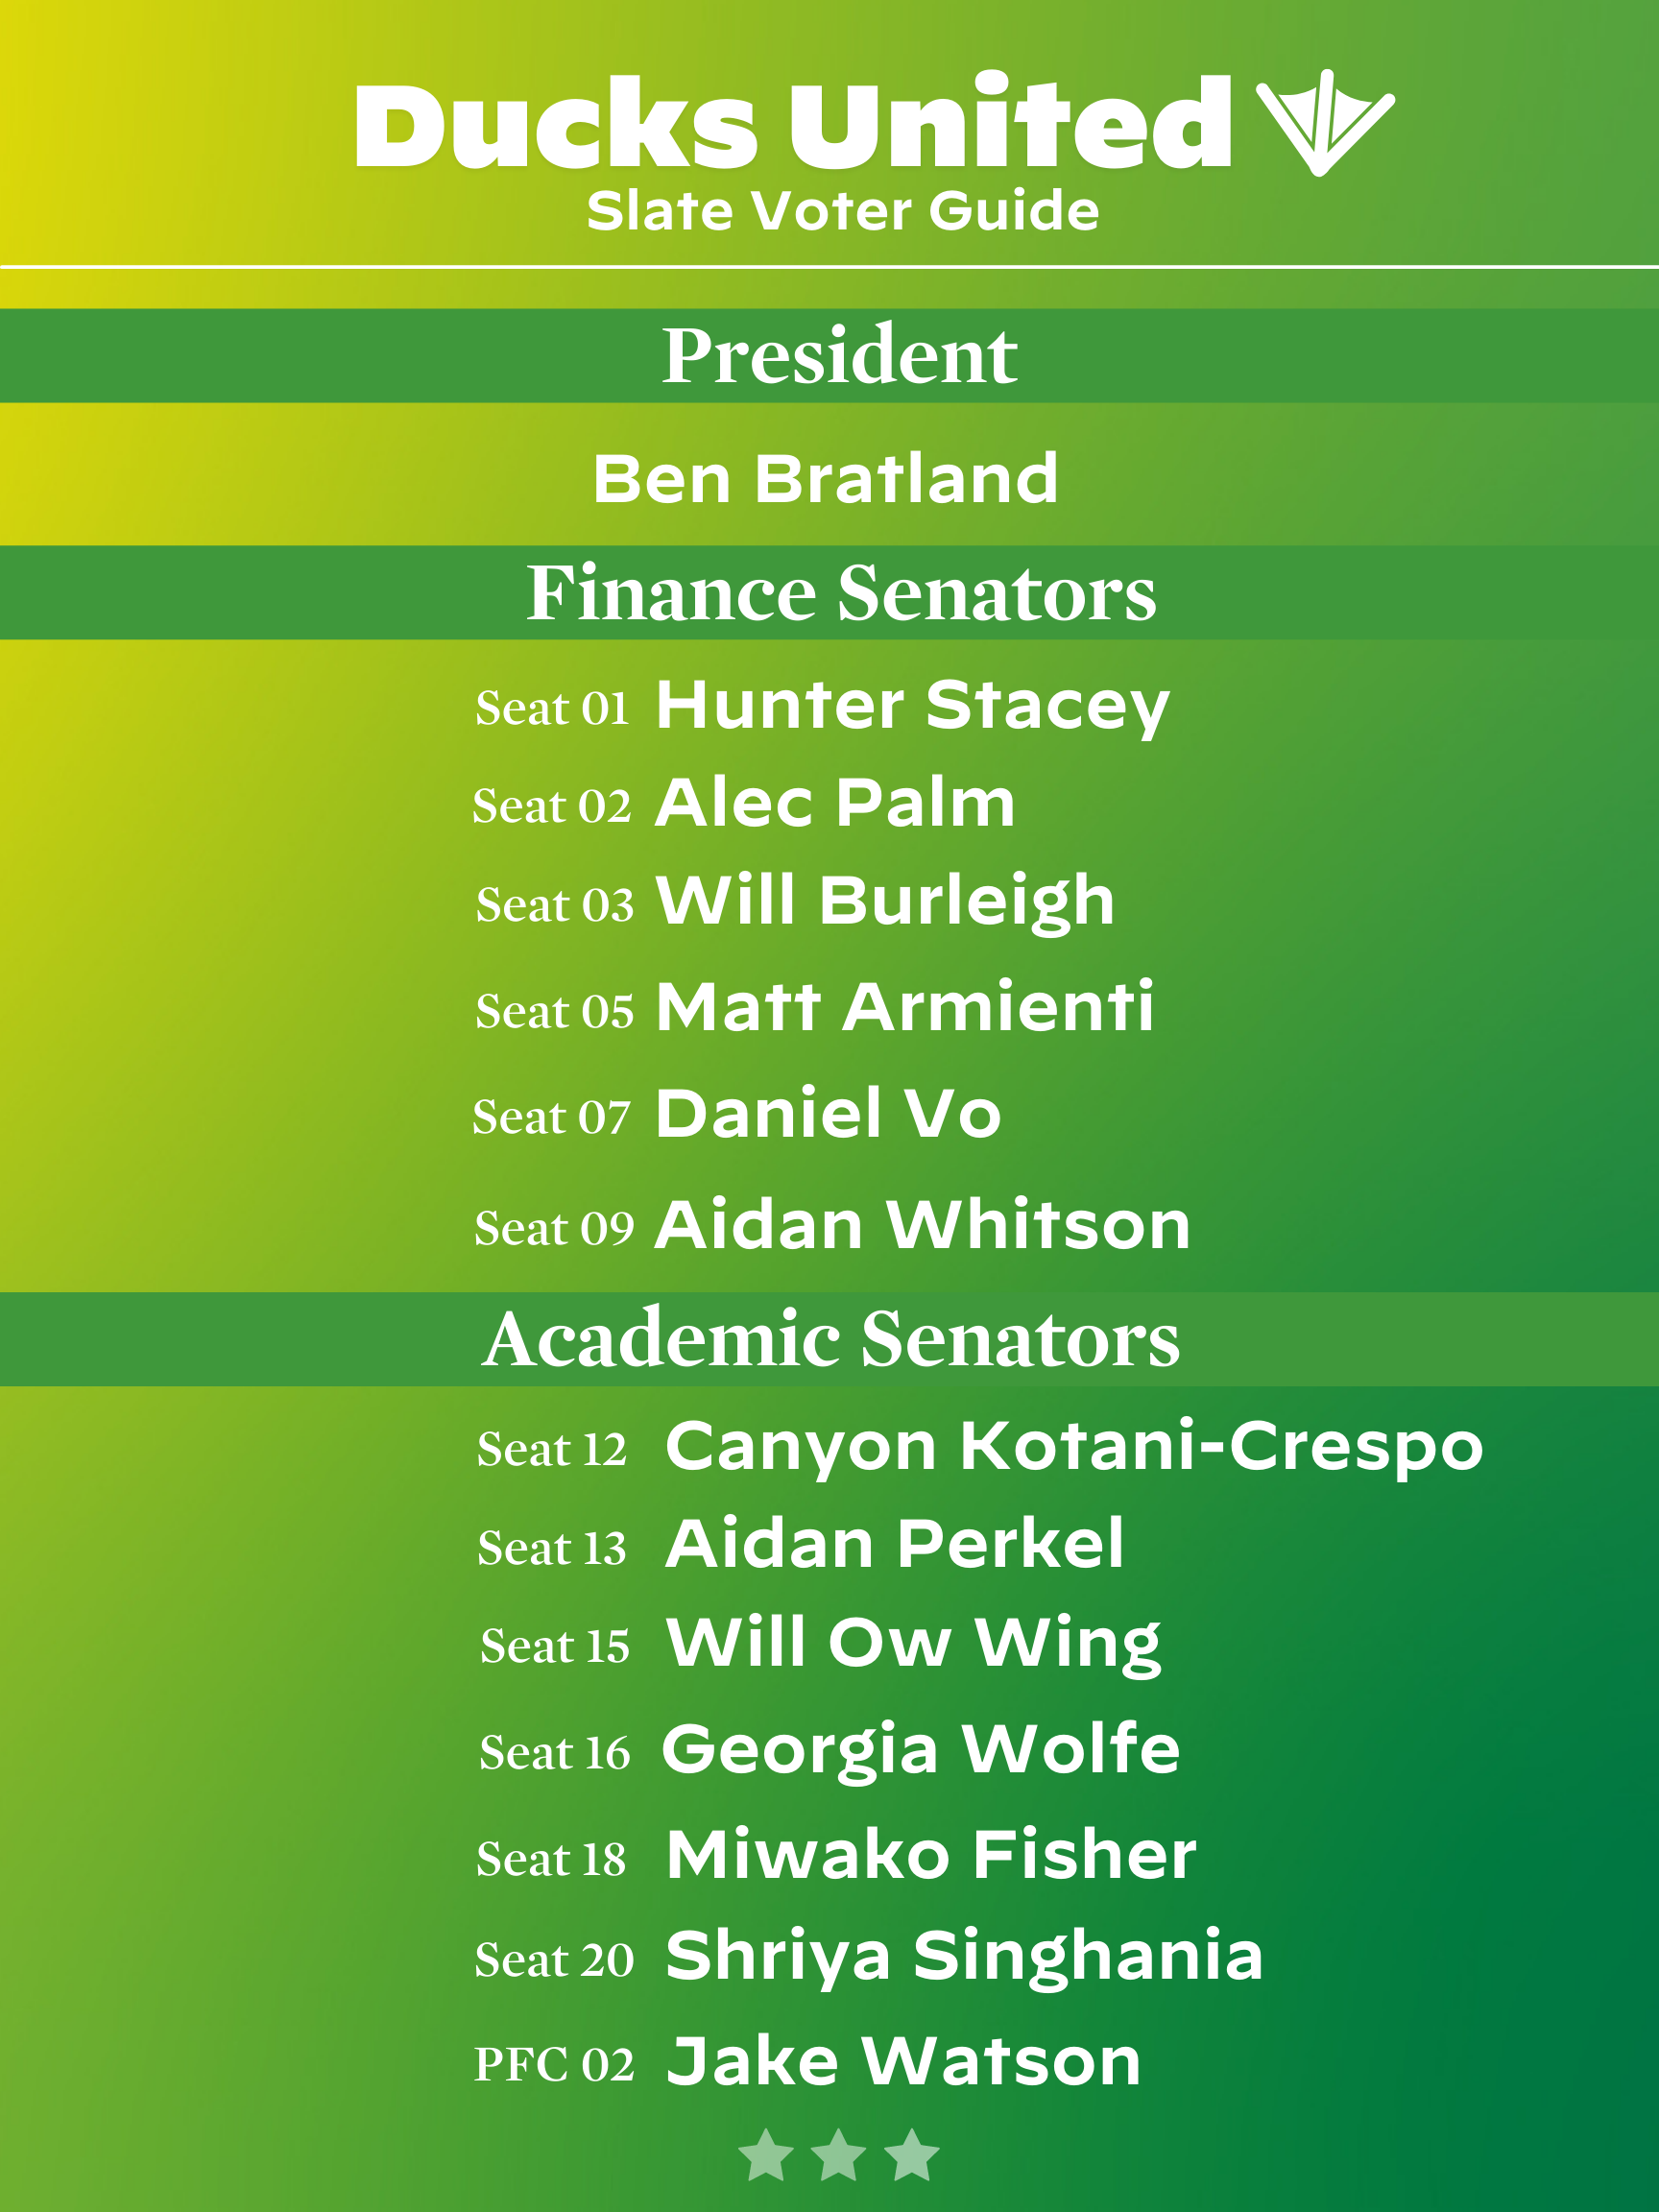 Ducks United
Slate Voter Guide
President
Ben Bratland
Finance Senators
Seat 01 Hunter Stacey
Seat 02 Alec Palm
Seat 03 Will Burleigh
Seat 05 Matt Armienti
Seat 07 Daniel Vo
Seat 09 Aidan Whitson
Academic Senators
Seat 12 Canyon Kotani-Crespo
Seat 13 Aidan Perkel
Seat 15 Will Ow Wing
Seat 16 Georgia Wolfe
Seat 18 Miwako Fisher
Seat 20 Shriya Singhania
PFC 02 Jake Watson